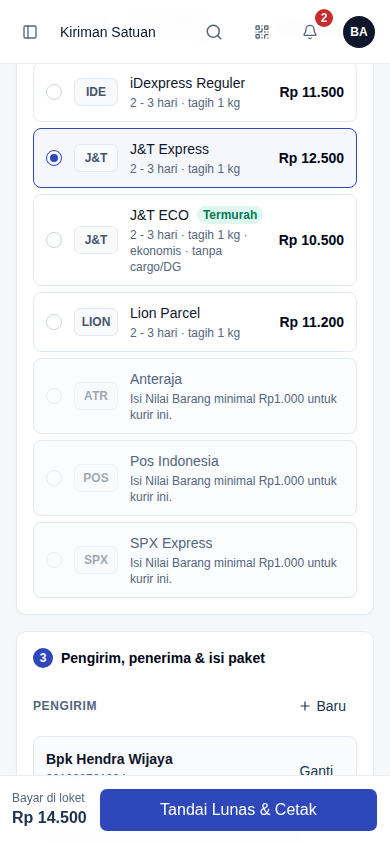 Kiriman Satuan
2
BA
IDE
iDexpress Reguler
2 - 3 hari · tagih 1 kg
Rp 11.500
J&T
J&T Express
2 - 3 hari · tagih 1 kg
Rp 12.500
J&T
J&T ECO Termurah
2 - 3 hari · tagih 1 kg ·
ekonomis · tanpa
cargo/DG
Rp 10.500
LION
Lion Parcel
2 - 3 hari · tagih 1 kg
Rp 11.200
ATR
Anteraja
Isi Nilai Barang minimal Rp1.000 untuk
kurir ini.
POS
Pos Indonesia
Isi Nilai Barang minimal Rp1.000 untuk
kurir ini.
SPX
SPX Express
Isi Nilai Barang minimal Rp1.000 untuk
kurir ini.
3 Pengirim, penerima & isi paket
PENGIRIM
+ Baru
Bpk Hendra Wijaya
Ganti
Bayar di loket
Rp 14.500
Tandai Lunas & Cetak